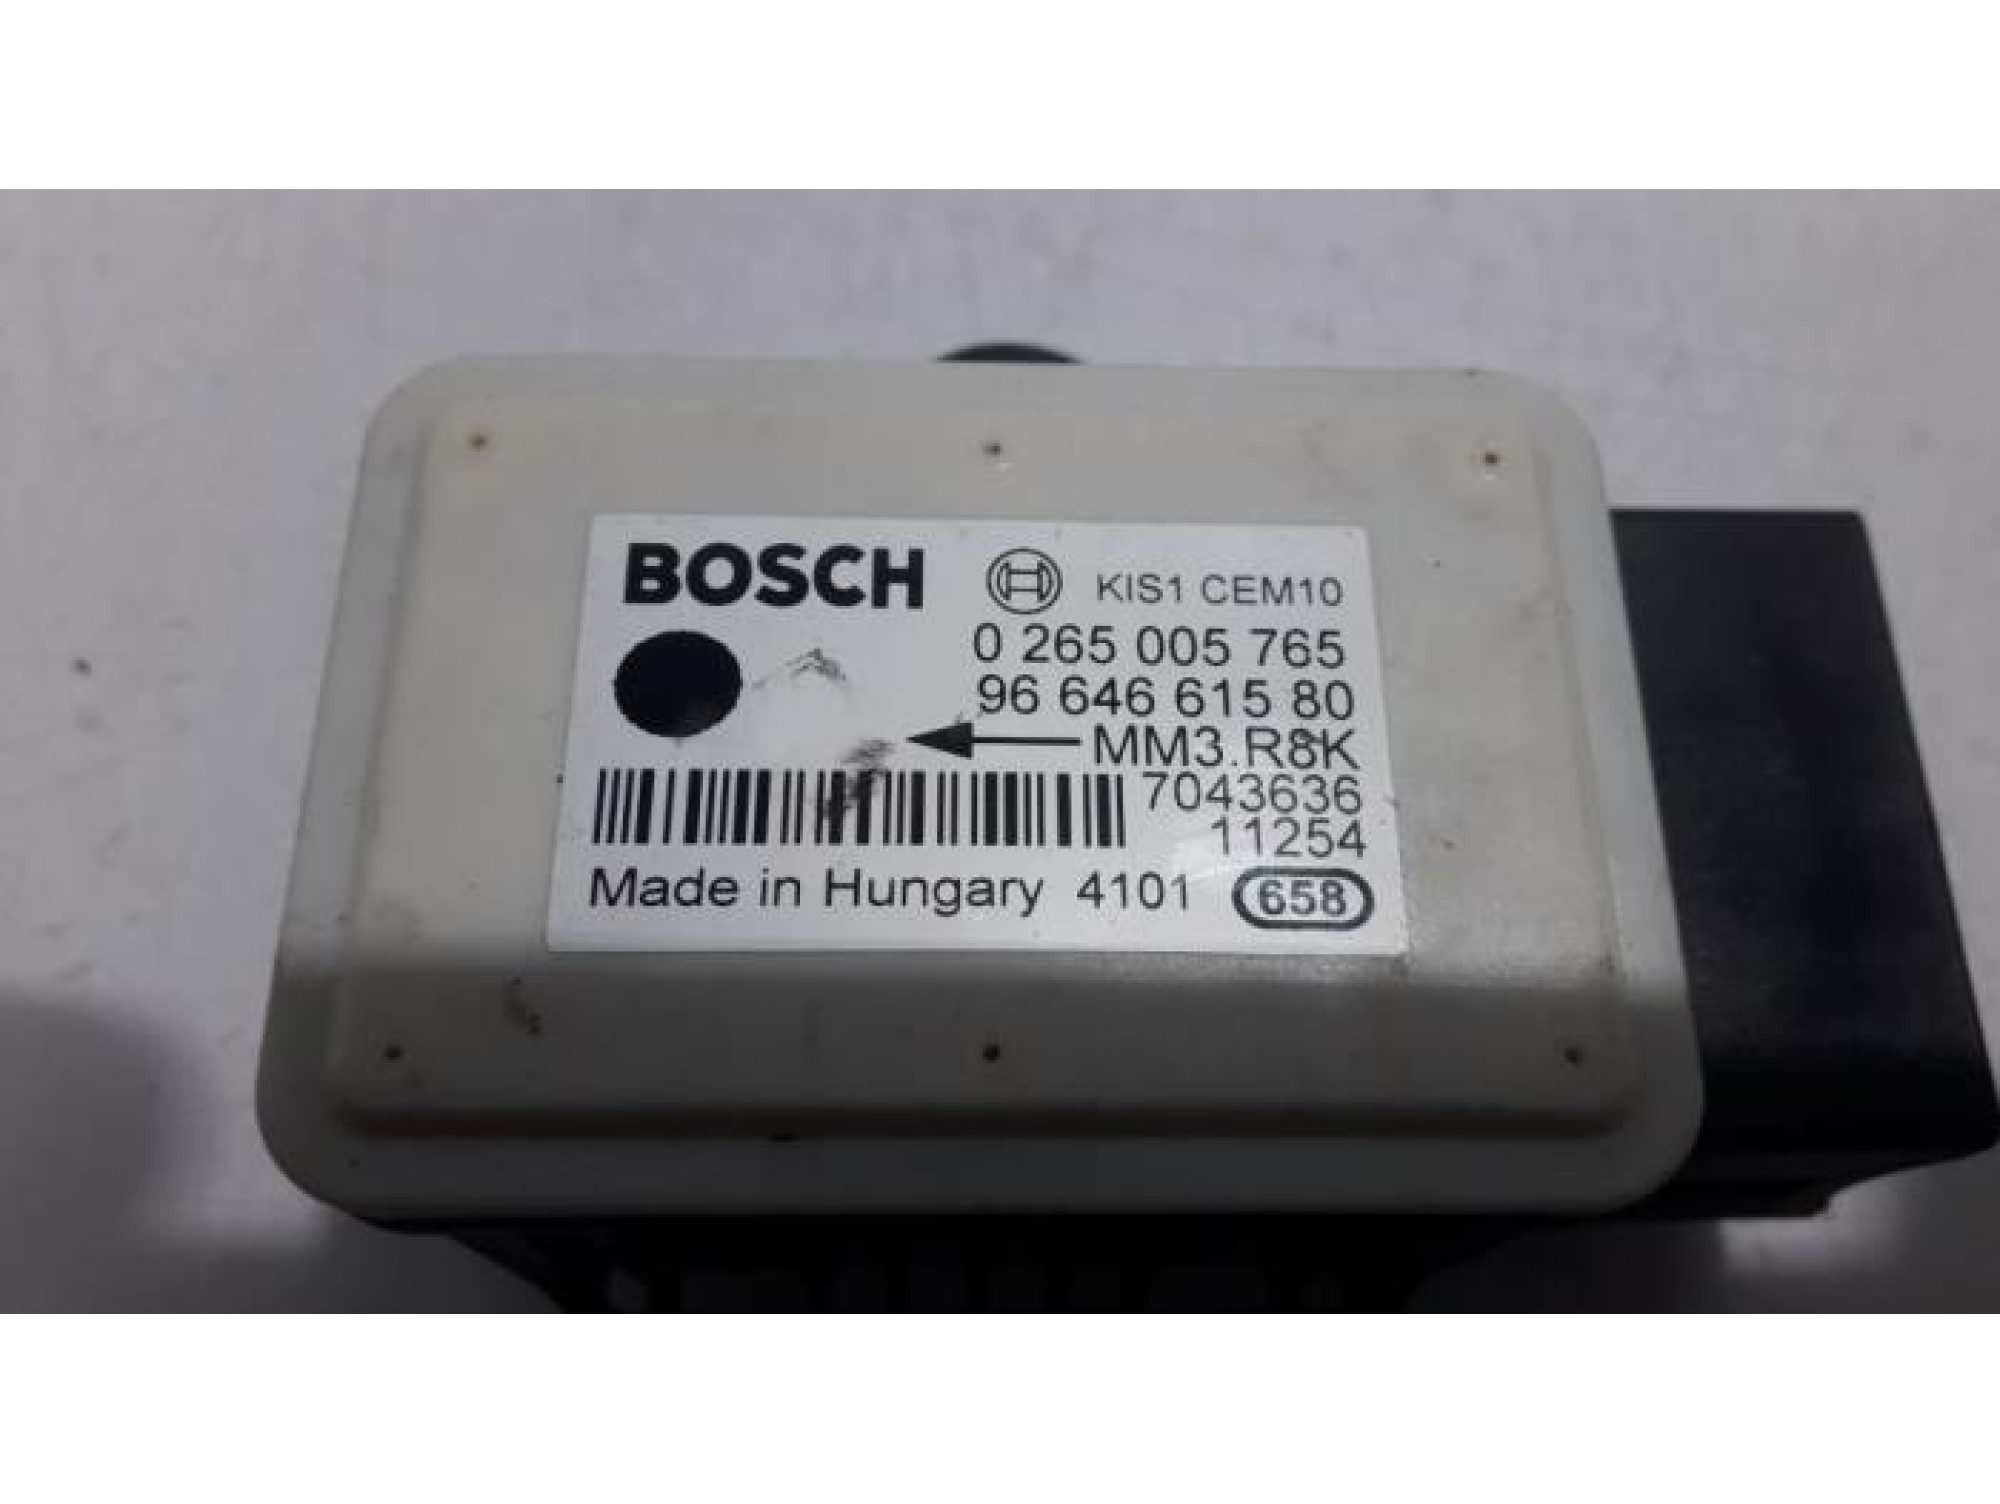 BOSCH KIS1 CEM10
0 265 005 765
96 646 615 80
MM3.R8K
7043636
11254
Made in Hungary 4101 658